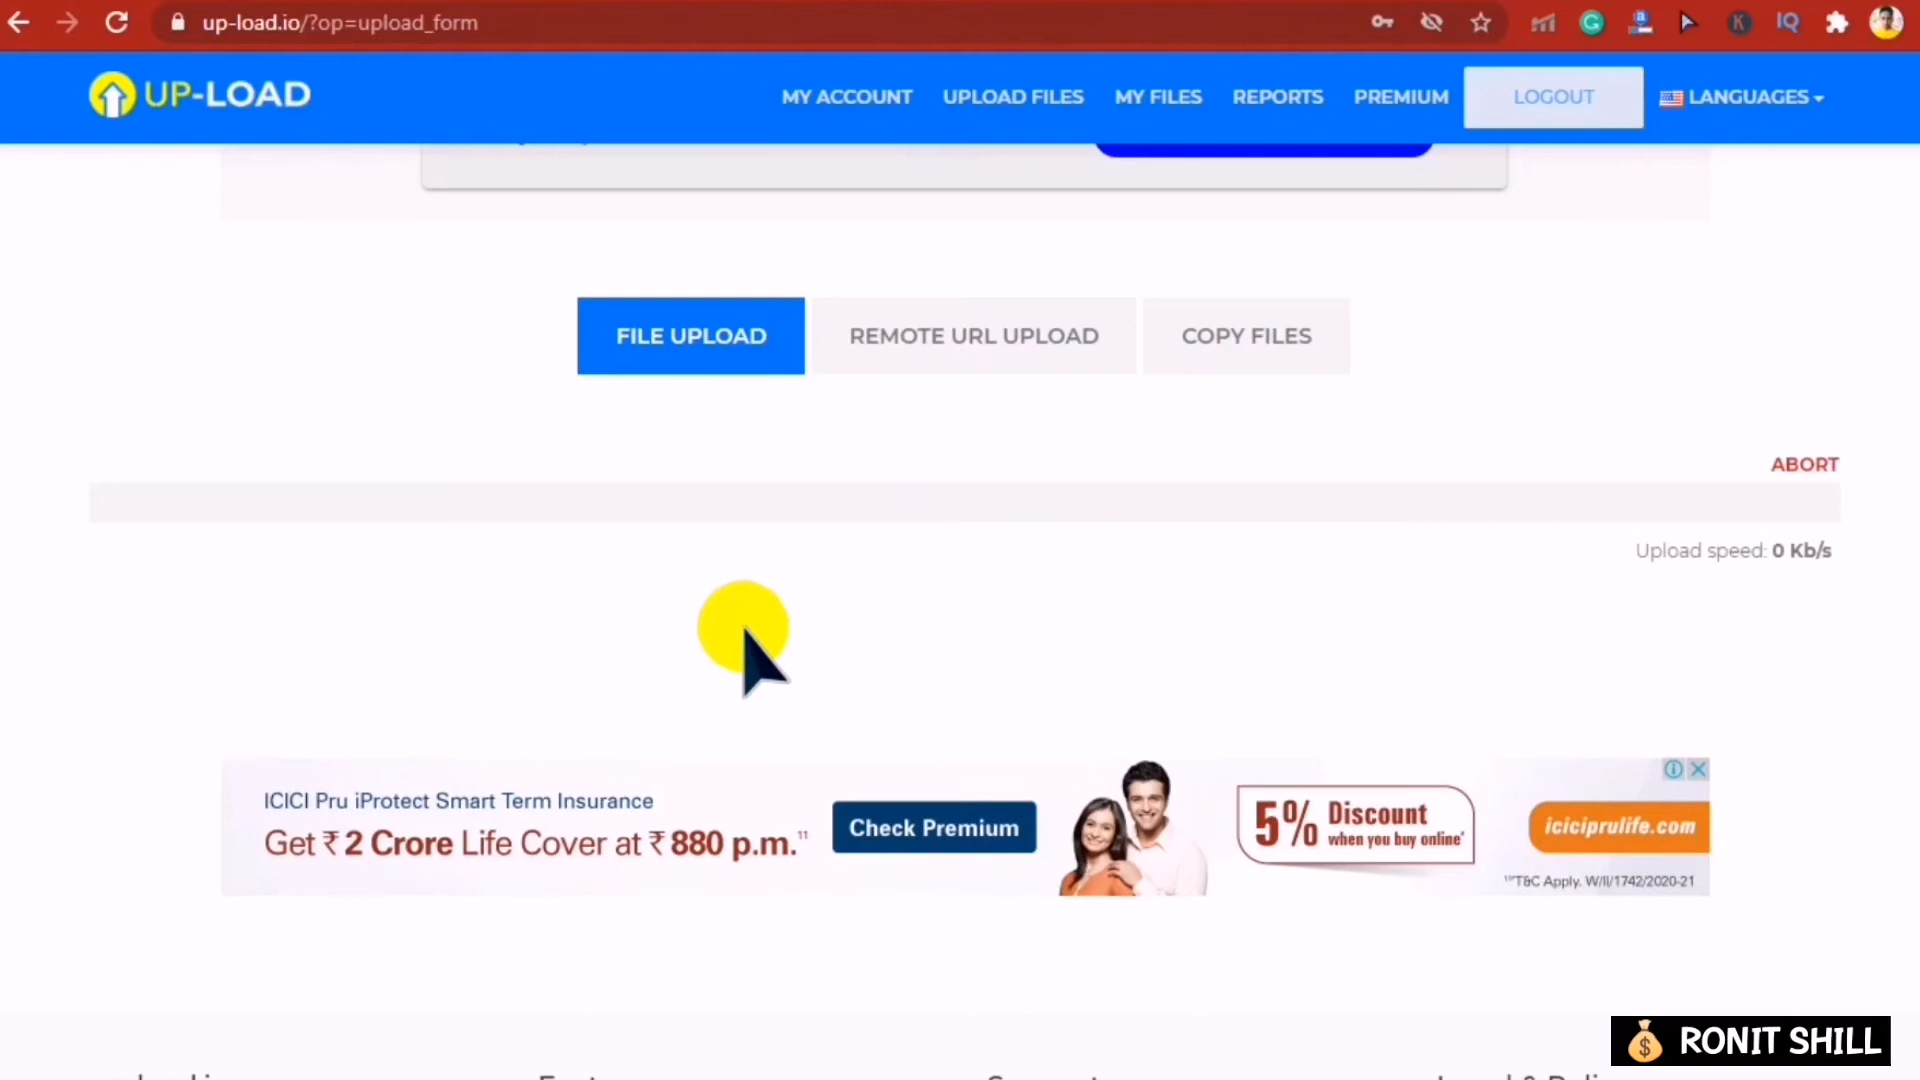 up-load.io/?op=upload_form
UP-LOAD
MY ACCOUNT UPLOAD FILES MY FILES REPORTS PREMIUM LOGOUT LANGUAGES
FILE UPLOAD REMOTE URL UPLOAD COPY FILES
ABORT
Upload speed: 0 Kb/s
ICICI Pru iProtect Smart Term Insurance
Get ₹ 2 Crore Life Cover at ₹ 880 p.m.¹¹
Check Premium
5% Discount
when you buy online*
iciciprulife.com
¹¹T&C Apply. W/II/1742/2020-21
RONIT SHILL